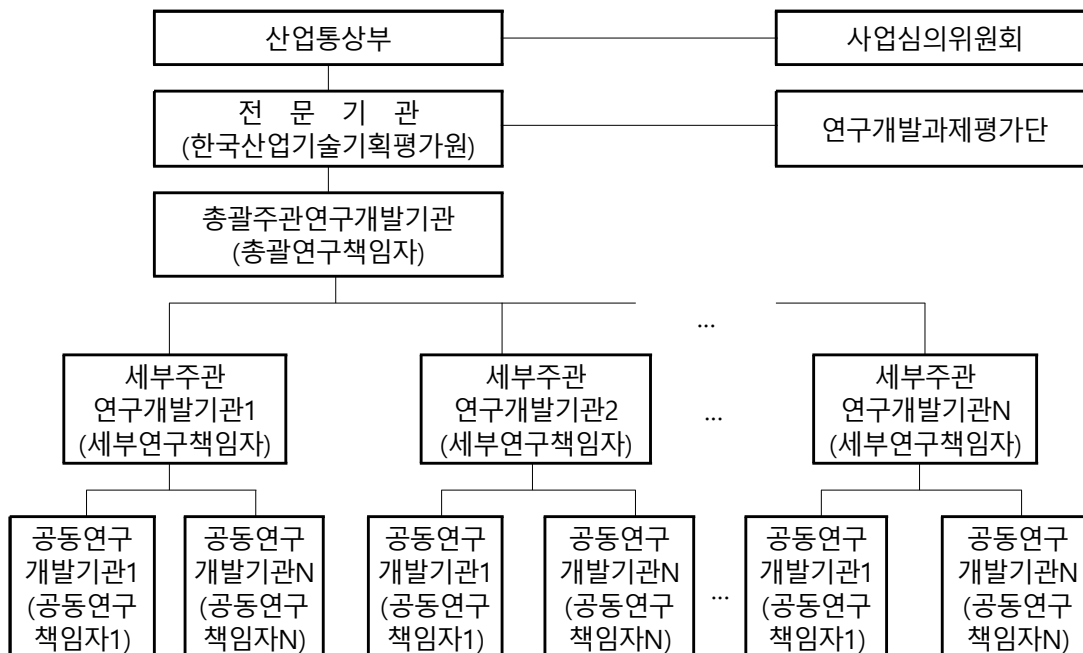 산업통상부
사업심의위원회
전 문 기 관
(한국산업기술기획평가원)
연구개발과제평가단
총괄주관연구개발기관
(총괄연구책임자)
...
세부주관
연구개발기관1
(세부연구책임자)
세부주관
연구개발기관2
(세부연구책임자)
...
세부주관
연구개발기관N
(세부연구책임자)
공동연구
개발기관1
(공동연구
책임자1)
공동연구
개발기관N
(공동연구
책임자N)
공동연구
개발기관1
(공동연구
책임자1)
공동연구
개발기관N
(공동연구
책임자N)
...
공동연구
개발기관1
(공동연구
책임자1)
공동연구
개발기관N
(공동연구
책임자N)